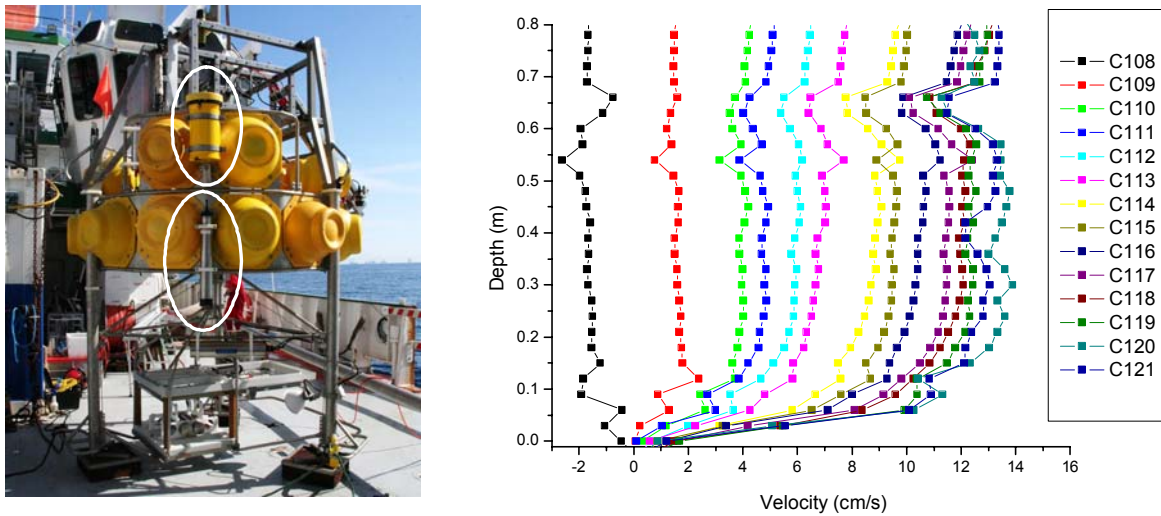 0.8
0.7
0.6
0.5
0.4
0.3
0.2
0.1
0.0
Depth (m)
-2 0 2 4 6 8 10 12 14 16
Velocity (cm/s)
C108
C109
C110
C111
C112
C113
C114
C115
C116
C117
C118
C119
C120
C121